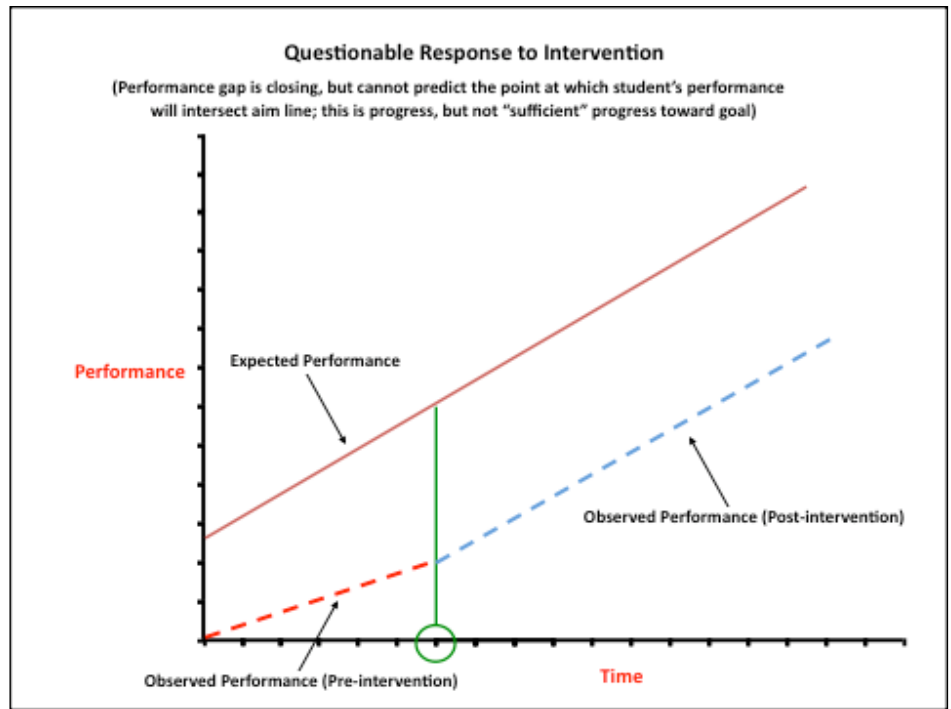 Questionable Response to Intervention
(Performance gap is closing, but cannot predict the point at which student's performance
will intersect aim line; this is progress, but not "sufficient" progress toward goal)
Expected Performance
Performance
Observed Performance (Post-intervention)
Observed Performance (Pre-intervention)
Time